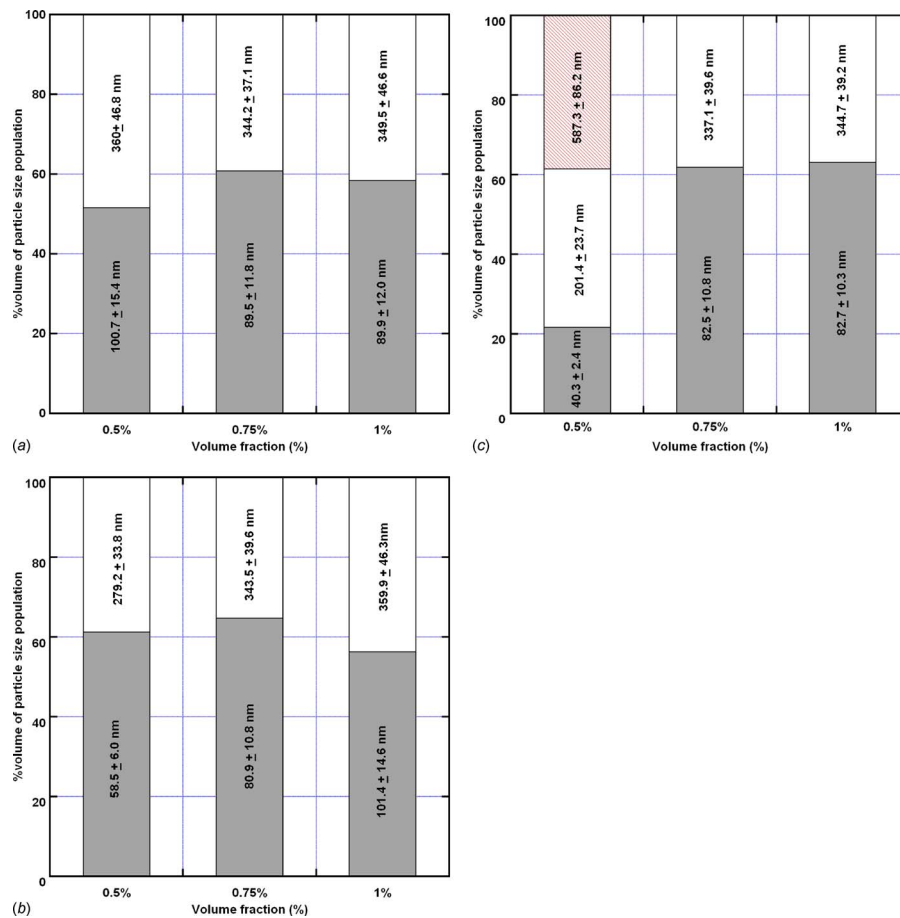 100
80
60
40
20
0
%volume of particle size population
360+ 46.8 nm
100.7 + 15.4 nm
344.2 + 37.1 nm
89.5 + 11.8 nm
349.5 + 46.6 nm
89.9 + 12.0 nm
0.5%
0.75%
1%
Volume fraction (%)
(a)
100
80
60
40
20
0
%volume of particle size population
587.3 + 86.2 nm
201.4 + 23.7 nm
40.3 + 2.4 nm
337.1 + 39.6 nm
82.5 + 10.8 nm
344.7 + 39.2 nm
82.7 + 10.3 nm
0.5%
0.75%
1%
Volume fraction (%)
(c)
100
80
60
40
20
0
%volume of particle size population
279.2 + 33.8 nm
58.5 + 6.0 nm
343.5 + 39.6 nm
80.9 + 10.8 nm
359.9 + 46.3nm
101.4 + 14.6 nm
0.5%
0.75%
1%
Volume fraction (%)
(b)